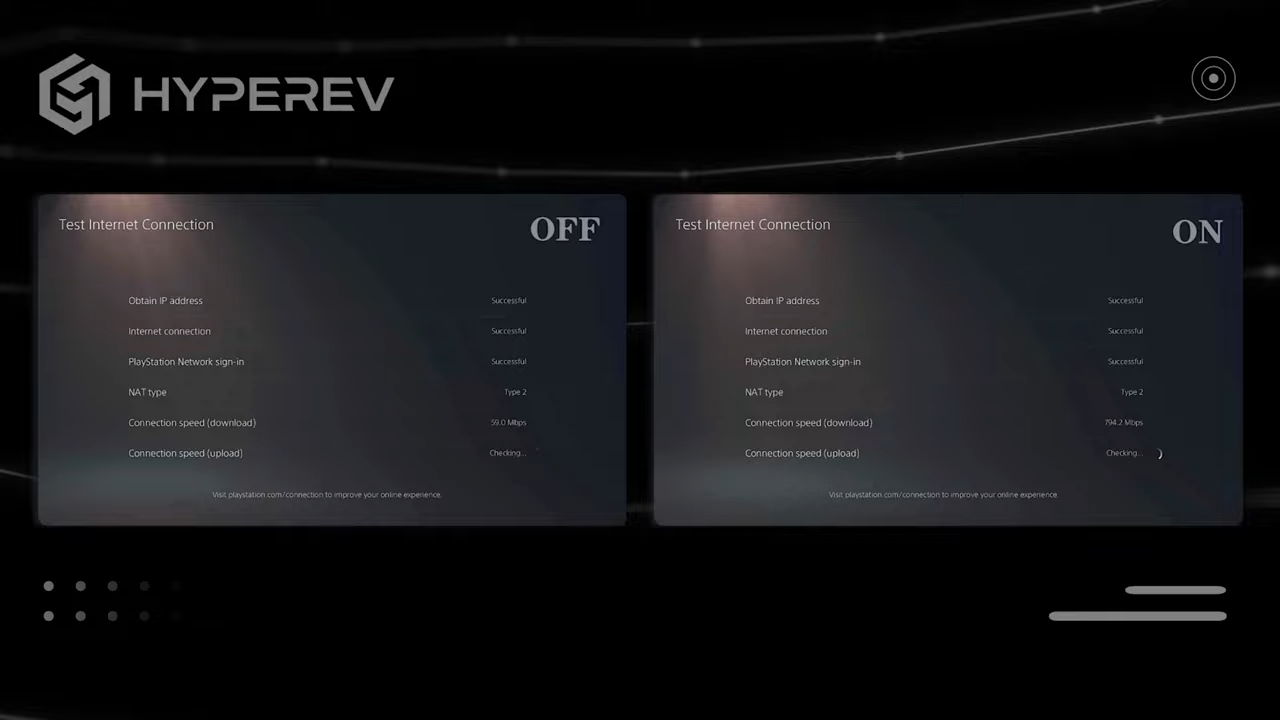 HYPEREV
Test Internet Connection
OFF
Obtain IP address Successful
Internet connection Successful
PlayStation Network sign-in Successful
NAT type Type 2
Connection speed (download) 59.0 Mbps
Connection speed (upload) Checking...
Visit playstation.com/connection to improve your online experience.
Test Internet Connection
ON
Obtain IP address Successful
Internet connection Successful
PlayStation Network sign-in Successful
NAT type Type 2
Connection speed (download) 794.2 Mbps
Connection speed (upload) Checking...
Visit playstation.com/connection to improve your online experience.